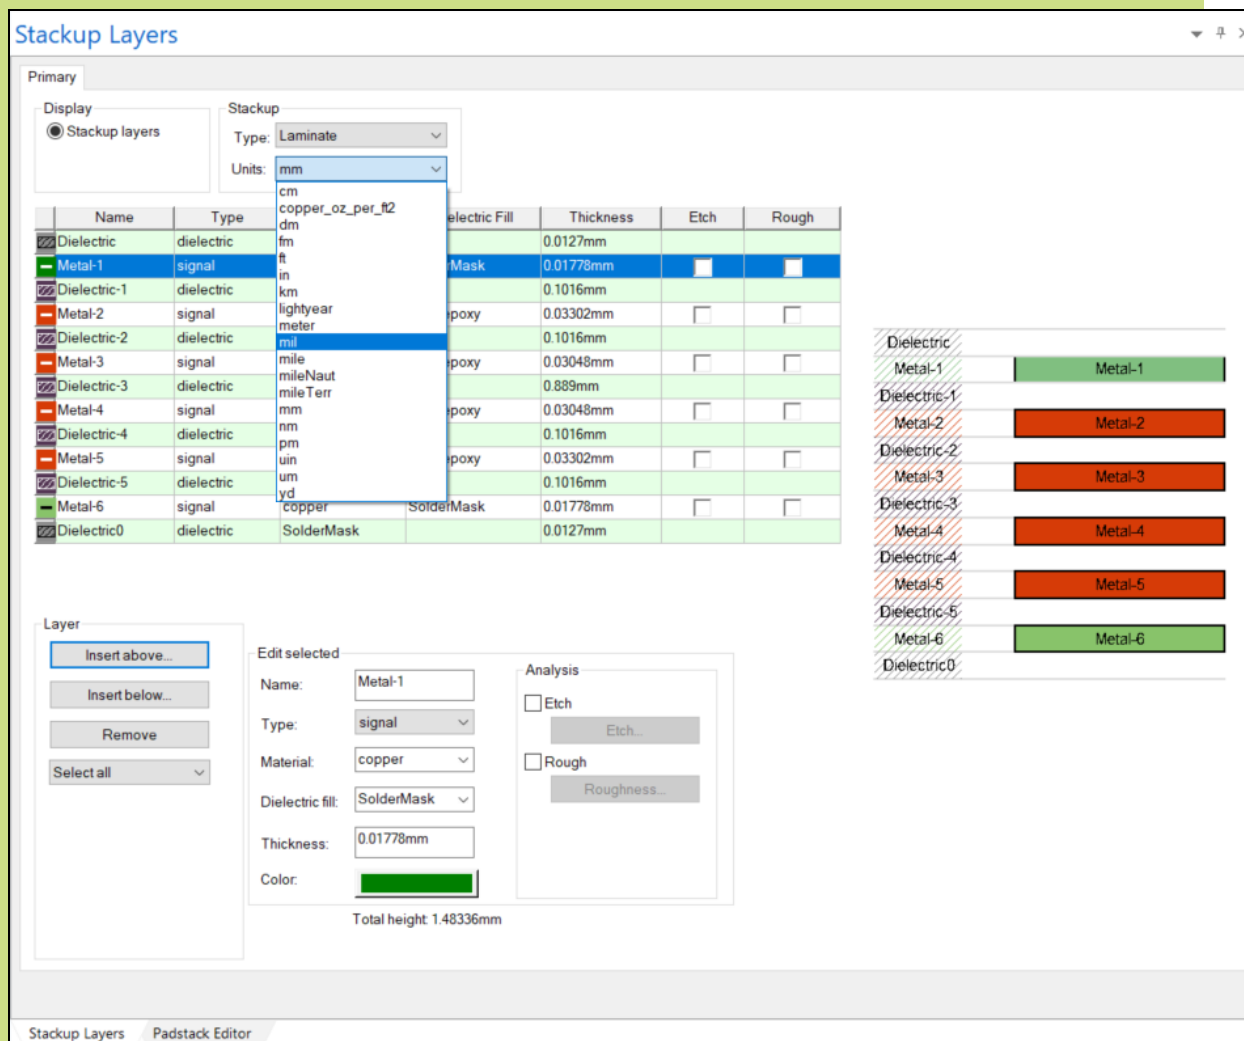 Stackup Layers
Primary
Display
Stackup layers
Stackup
Type: Laminate
Units: mm
cm
copper_oz_per_ft2
dm
fm
ft
in
km
lightyear
meter
mil
mile
mileNaut
mileTerr
mm
nm
pm
uin
um
yd
Name Type electric Fill Thickness Etch Rough
Dielectric dielectric 0.0127mm
Metal-1 signal rMask 0.01778mm
Dielectric-1 dielectric 0.1016mm
Metal-2 signal poxy 0.03302mm
Dielectric-2 dielectric 0.1016mm
Metal-3 signal poxy 0.03048mm
Dielectric-3 dielectric 0.889mm
Metal-4 signal poxy 0.03048mm
Dielectric-4 dielectric 0.1016mm
Metal-5 signal poxy 0.03302mm
Dielectric-5 dielectric 0.1016mm
Metal-6 signal copper SolderMask 0.01778mm
Dielectric0 dielectric SolderMask 0.0127mm
Dielectric
Metal-1 Metal-1
Dielectric-1
Metal-2 Metal-2
Dielectric-2
Metal-3 Metal-3
Dielectric-3
Metal-4 Metal-4
Dielectric-4
Metal-5 Metal-5
Dielectric-5
Metal-6 Metal-6
Dielectric0
Layer
Insert above...
Insert below...
Remove
Select all
Edit selected
Name: Metal-1
Type: signal
Material: copper
Dielectric fill: SolderMask
Thickness: 0.01778mm
Color:
Analysis
Etch
Etch...
Rough
Roughness...
Total height: 1.48336mm
Stackup Layers Padstack Editor